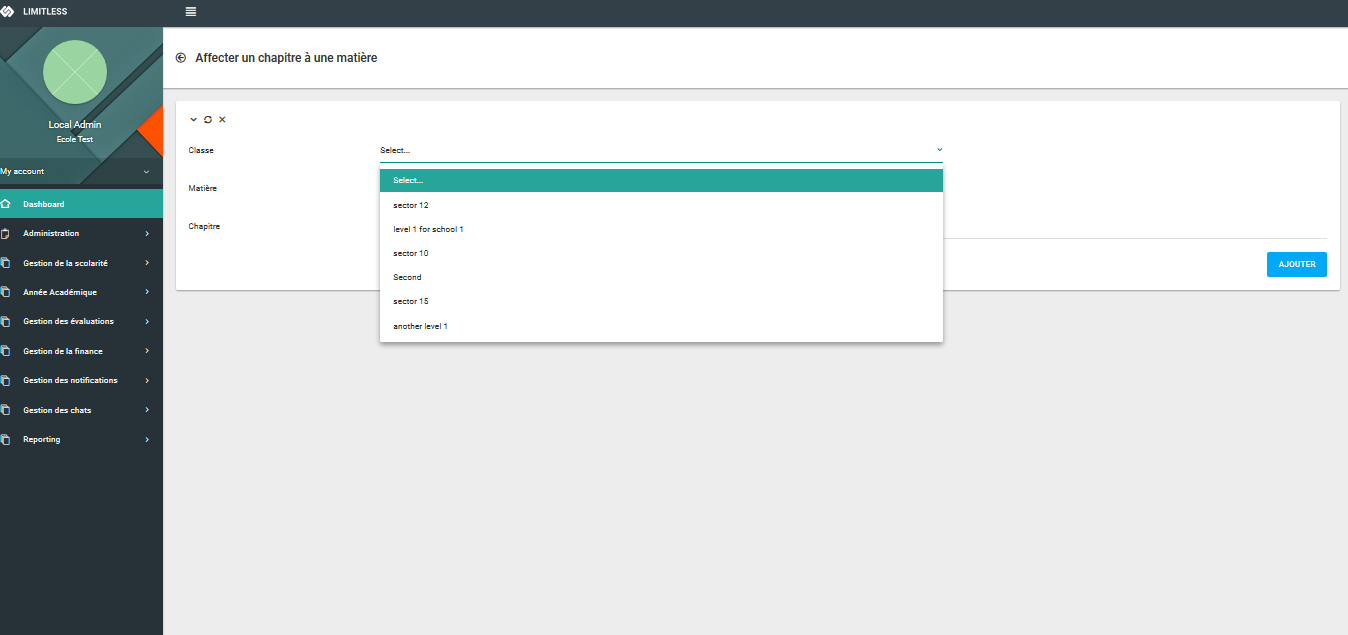 LIMITLESS
Affecter un chapitre à une matière
Local Admin
Ecole Test
My account
Dashboard
Administration
Gestion de la scolarité
Année Académique
Gestion des évaluations
Gestion de la finance
Gestion des notifications
Gestion des chats
Reporting
Classe
Select...
Matière
Chapitre
Select...
sector 12
level 1 for school 1
sector 10
Second
sector 15
another level 1
AJOUTER